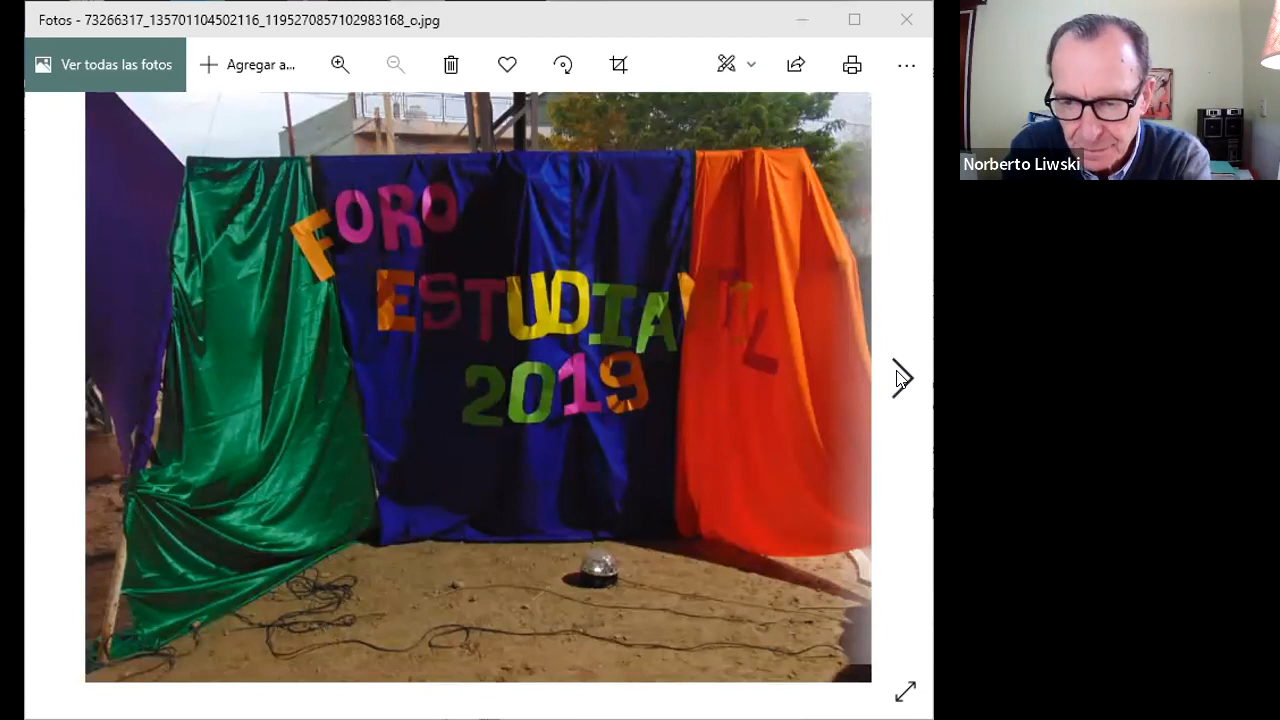 Fotos - 73266317_135701104502116_1195270857102983168_o.jpg
Ver todas las fotos
Agregar a...
Norberto Liwski
FORO
ESTUDIANTIL
2019